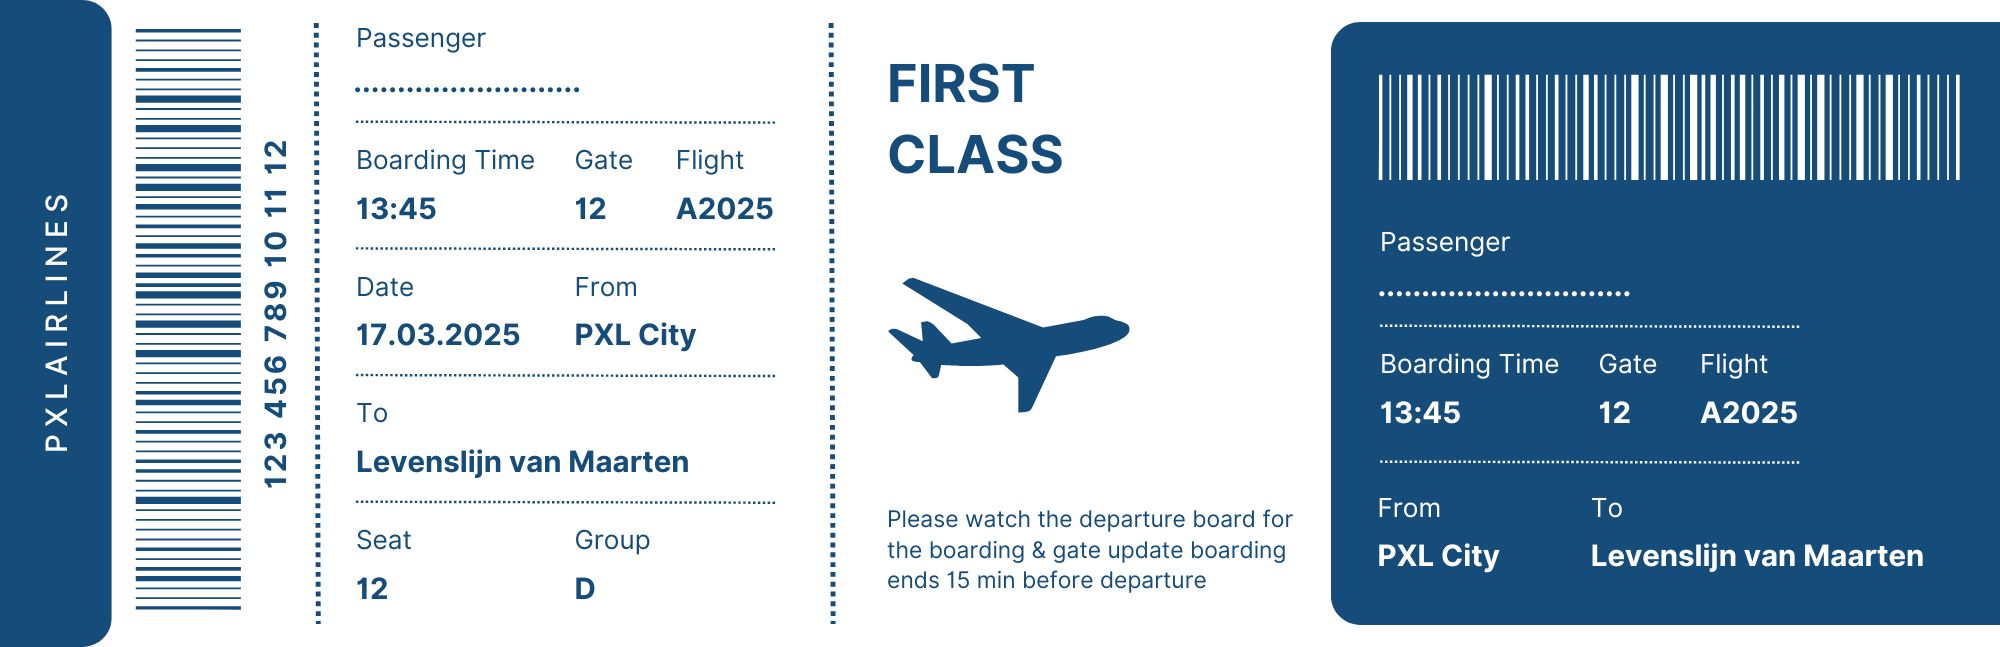 PXLAIRLINES
123 456 789 10 11 12
Passenger
..............................
Boarding Time Gate Flight
13:45 12 A2025
Date From
17.03.2025 PXL City
To
Levenslijn van Maarten
Seat Group
12 D
FIRST
CLASS
Please watch the departure board for
the boarding & gate update boarding
ends 15 min before departure
Passenger
..................................
Boarding Time Gate Flight
13:45 12 A2025
From To
PXL City Levenslijn van Maarten